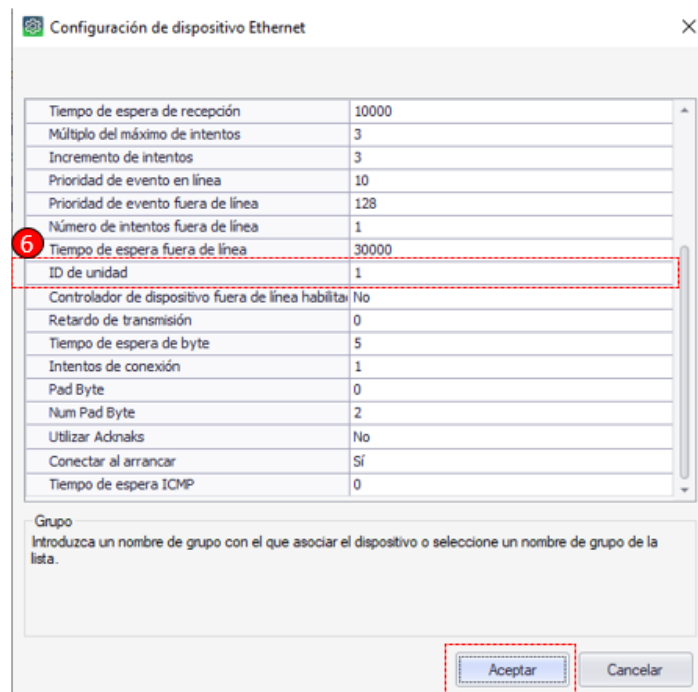 Configuración de dispositivo Ethernet
Tiempo de espera de recepción 10000
Múltiplo del máximo de intentos 3
Incremento de intentos 3
Prioridad de evento en línea 10
Prioridad de evento fuera de línea 128
Número de intentos fuera de línea 1
6
Tiempo de espera fuera de línea 30000
ID de unidad 1
Controlador de dispositivo fuera de línea habilita No
Retardo de transmisión 0
Tiempo de espera de byte 5
Intentos de conexión 1
Pad Byte 0
Num Pad Byte 2
Utilizar Acknaks No
Conectar al arrancar Sí
Tiempo de espera ICMP 0
Grupo
Introduzca un nombre de grupo con el que asociar el dispositivo o seleccione un nombre de grupo de la
lista.
Aceptar Cancelar